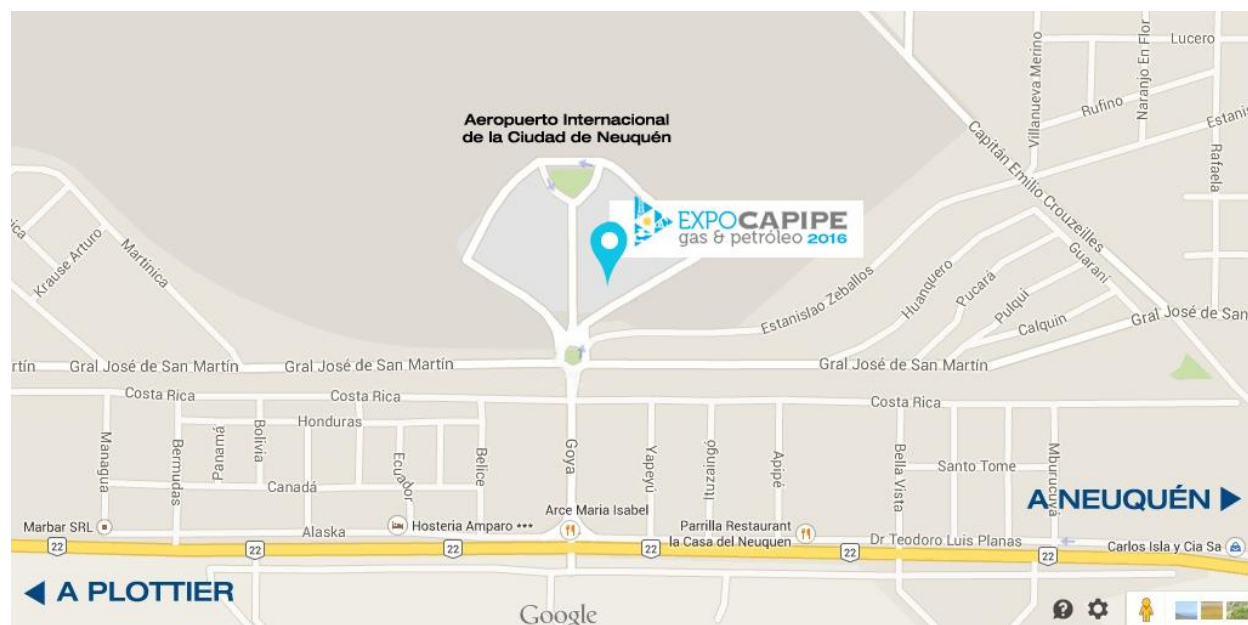 Lucero
Villanueva Merino
Naranjo En Flor
Rufino
Estanis
Capitán Emilio Crouzeilles
Rafaela
Aeropuerto Internacional
de la Ciudad de Neuquén
EXPOCAPIPE
gas & petróleo 2016
Krause Arturo
Martinica
Estanislao Zeballos
Huanquero
Pucará
Pulqui
Guaraní
Calquin
Gral José de San
rtín
Gral José de San Martín
Gral José de San Martín
Gral José de San Martín
Costa Rica
Costa Rica
Costa Rica
Honduras
Managua
Bermudas
Panamá
Bolivia
Ecuador
Belice
Goya
Yapeyú
Ituzaingo
Apipé
Bella Vista
Santo Tome
Mburucuyá
Canadá
A NEUQUÉN
Marbar SRL
Alaska
Hosteria Amparo ***
Arce Maria Isabel
Parrilla Restaurant
la Casa del Neuquen
Dr Teodoro Luis Planas
Carlos Isla y Cia Sa
22
22
22
22
22
22
A PLOTTIER
Google